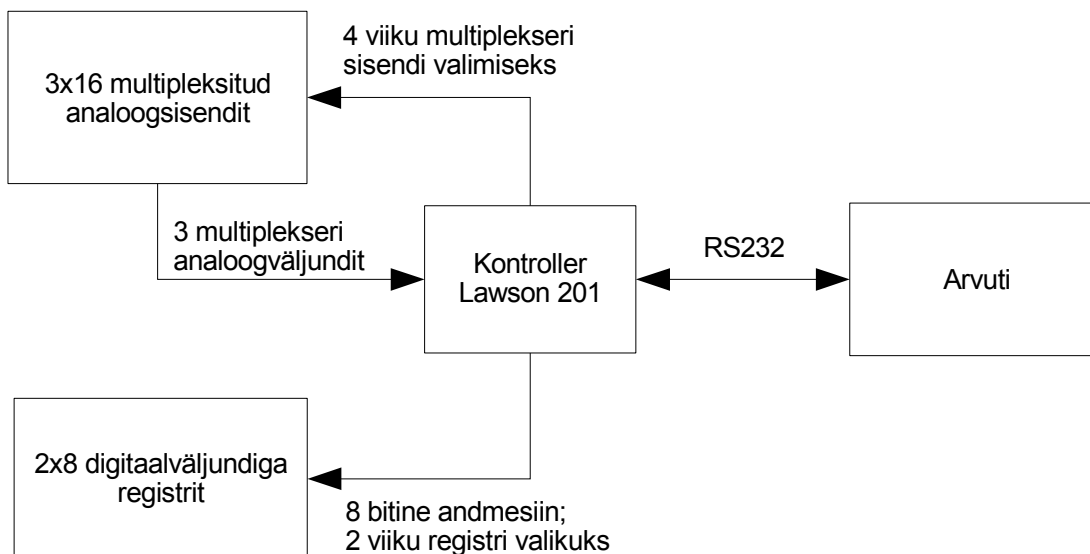 4 viiku multiplekseri
sisendi valimiseks
3x16 multipleksitud
analoogsisendit
3 multiplekseri
analoogväljundit
Kontroller
Lawson 201
RS232
Arvuti
2x8 digitaalväljundiga
registrit
8 bitine andmesiin;
2 viiku registri valikuks